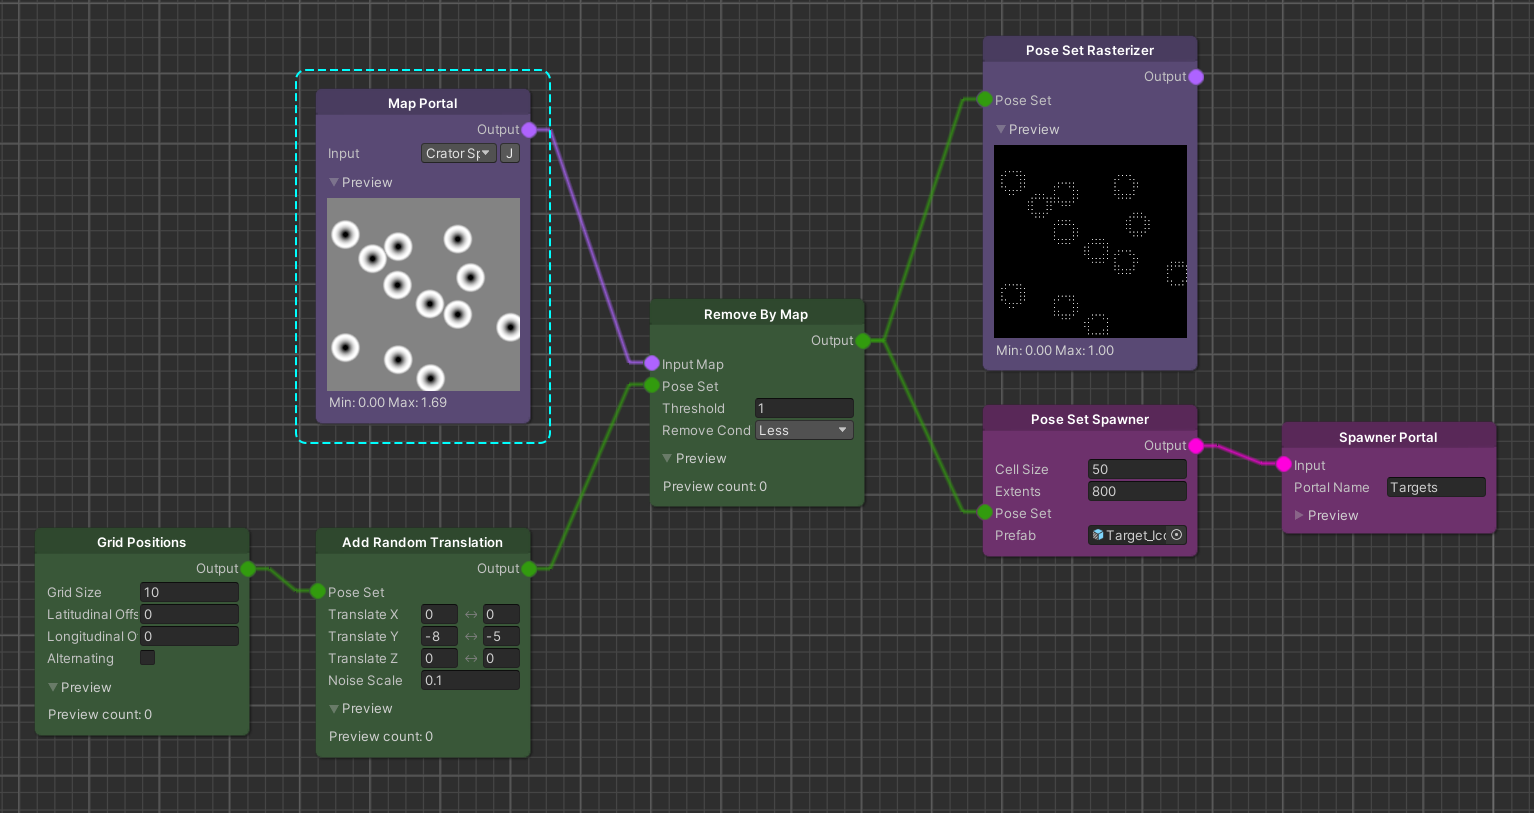 Map Portal
Output
Input Crator Sp J
Preview
Min: 0.00 Max: 1.69
Grid Positions
Output
Grid Size 10
Latitudinal Offs 0
Longitudinal O 0
Alternating
Preview
Preview count: 0
Add Random Translation
Output
Pose Set
Translate X 0 ↔ 0
Translate Y -8 ↔ -5
Translate Z 0 ↔ 0
Noise Scale 0.1
Preview
Preview count: 0
Remove By Map
Output
Input Map
Pose Set
Threshold 1
Remove Cond Less
Preview
Preview count: 0
Pose Set Rasterizer
Output
Pose Set
Preview
Min: 0.00 Max: 1.00
Pose Set Spawner
Output
Cell Size 50
Extents 800
Pose Set
Prefab Target_Ico
Spawner Portal
Input
Portal Name Targets
Preview